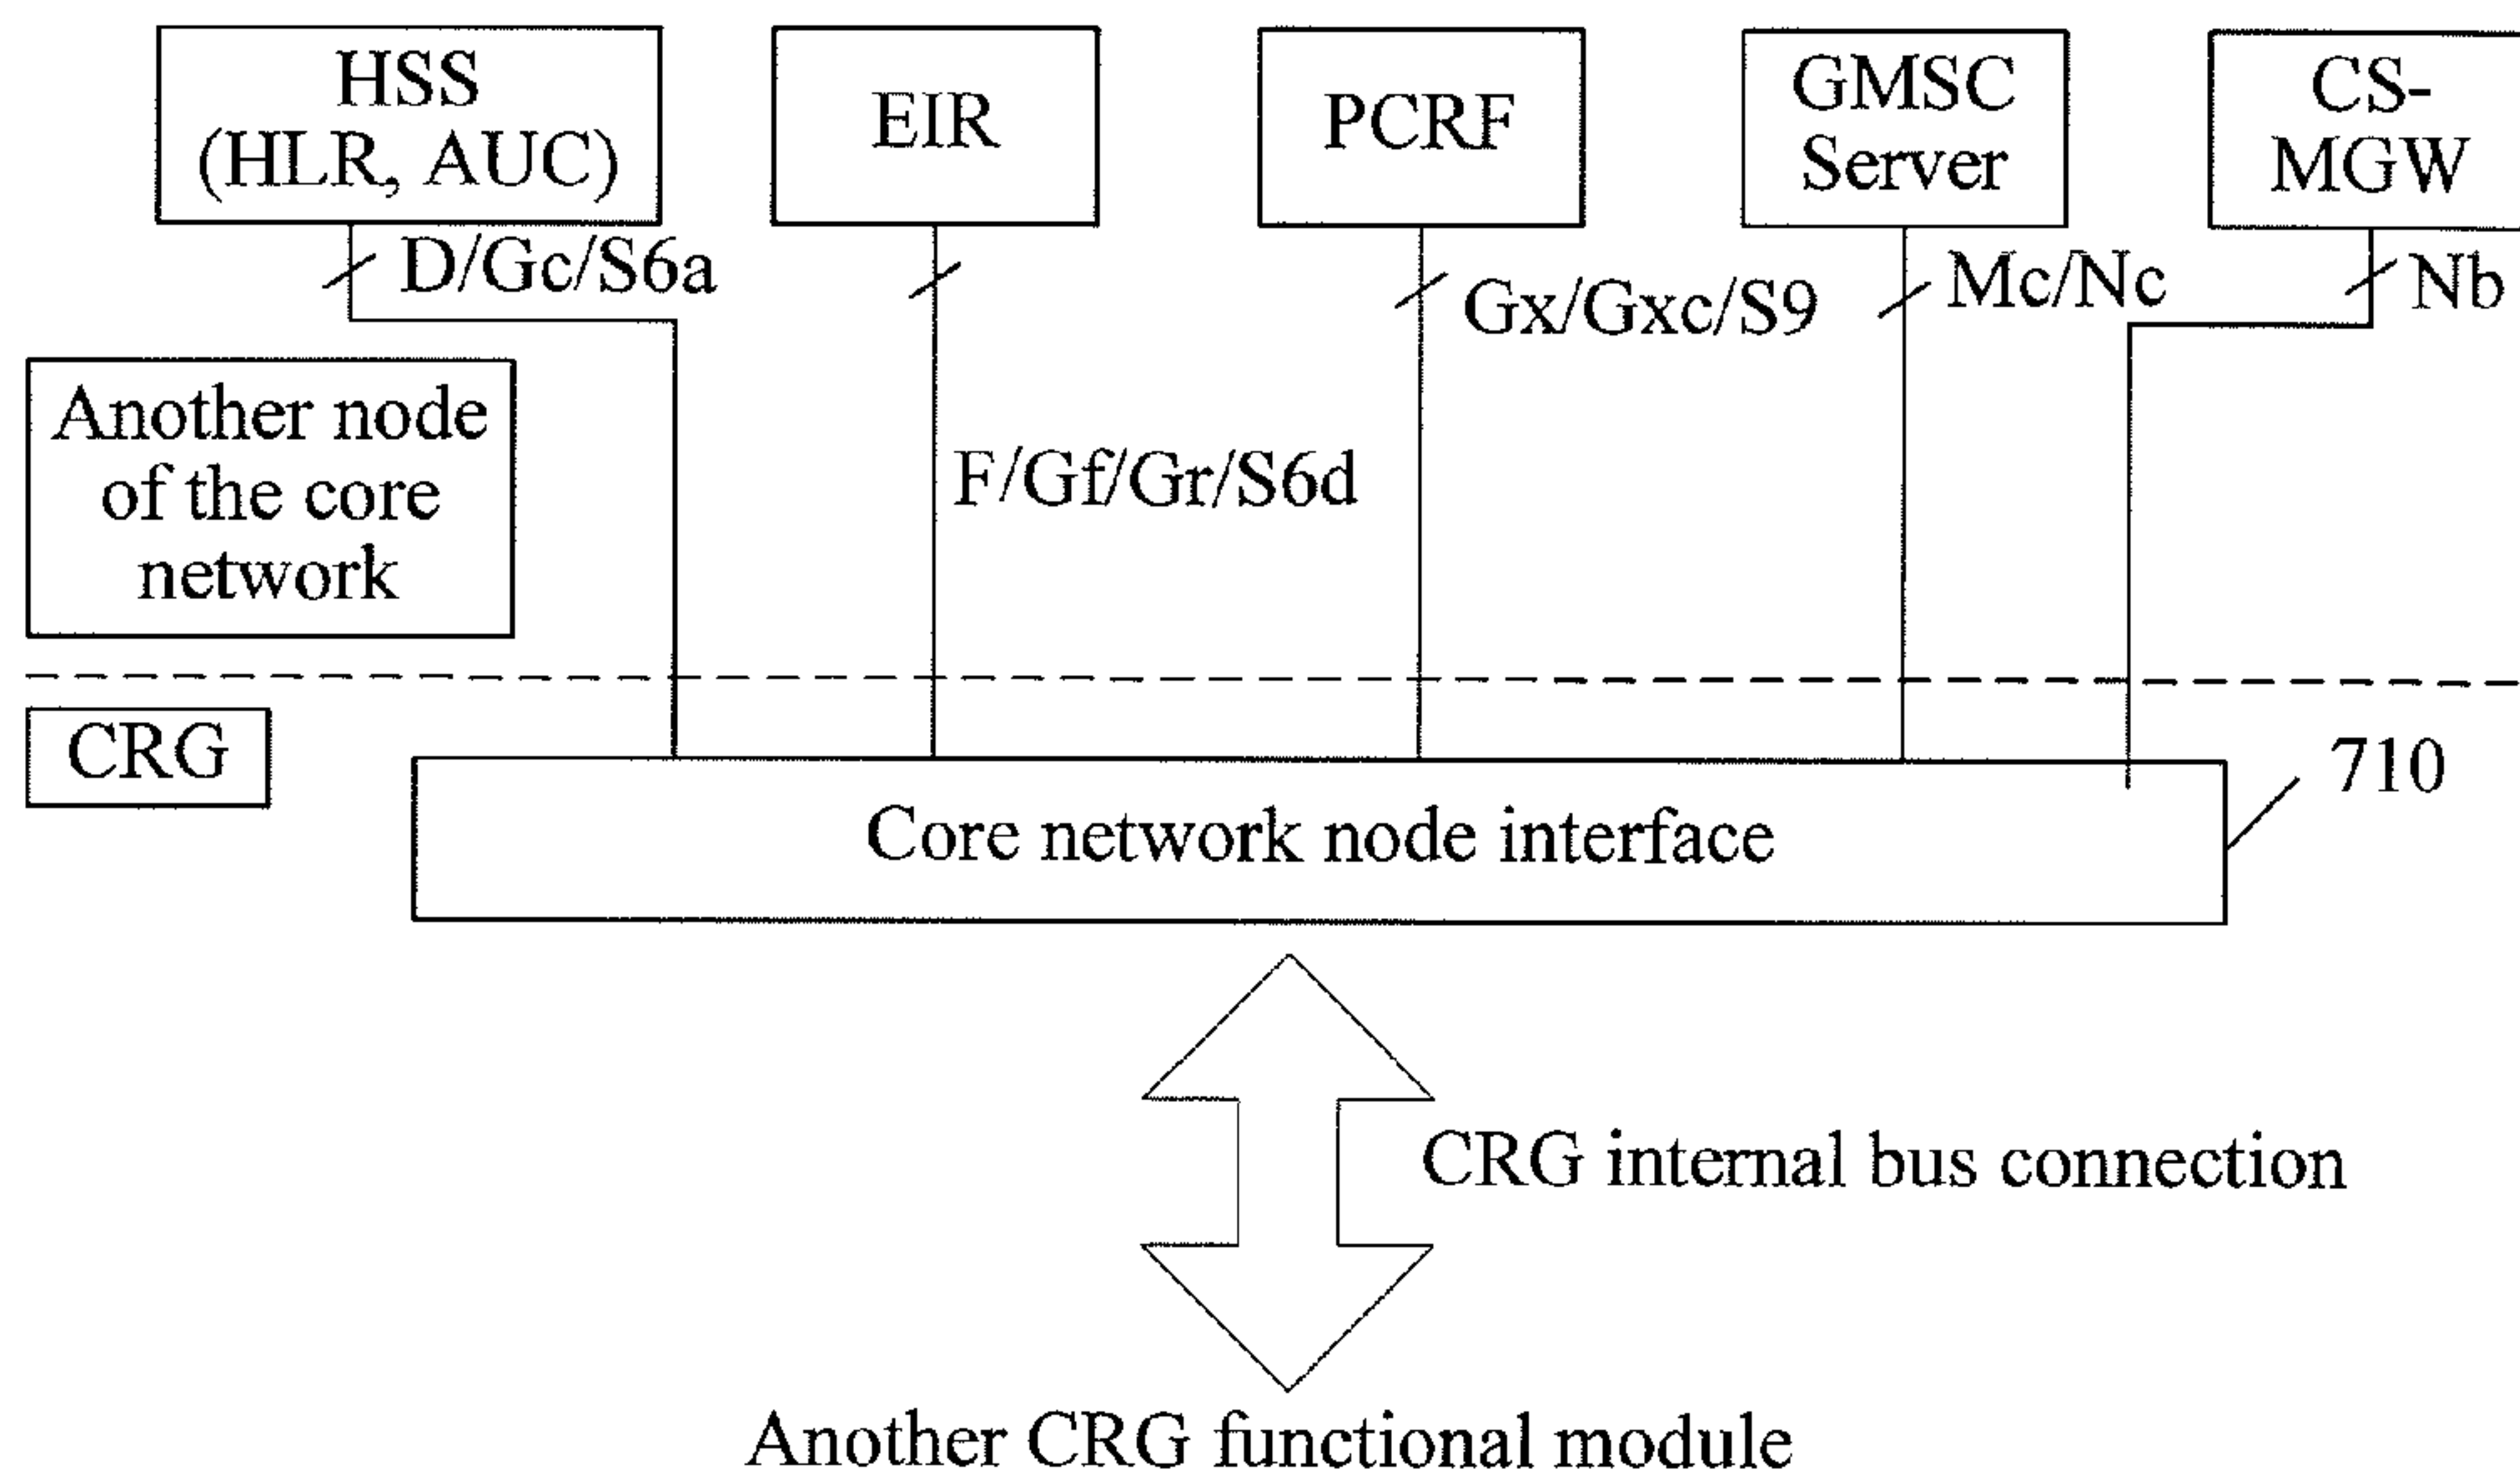 HSS
(HLR, AUC)
EIR
PCRF
GMSC
Server
CS-
MGW
D/Gc/S6a
Gx/Gxc/S9
Mc/Nc
Nb
Another node
of the core
network
F/Gf/Gr/S6d
CRG
710
Core network node interface
CRG internal bus connection
Another CRG functional module